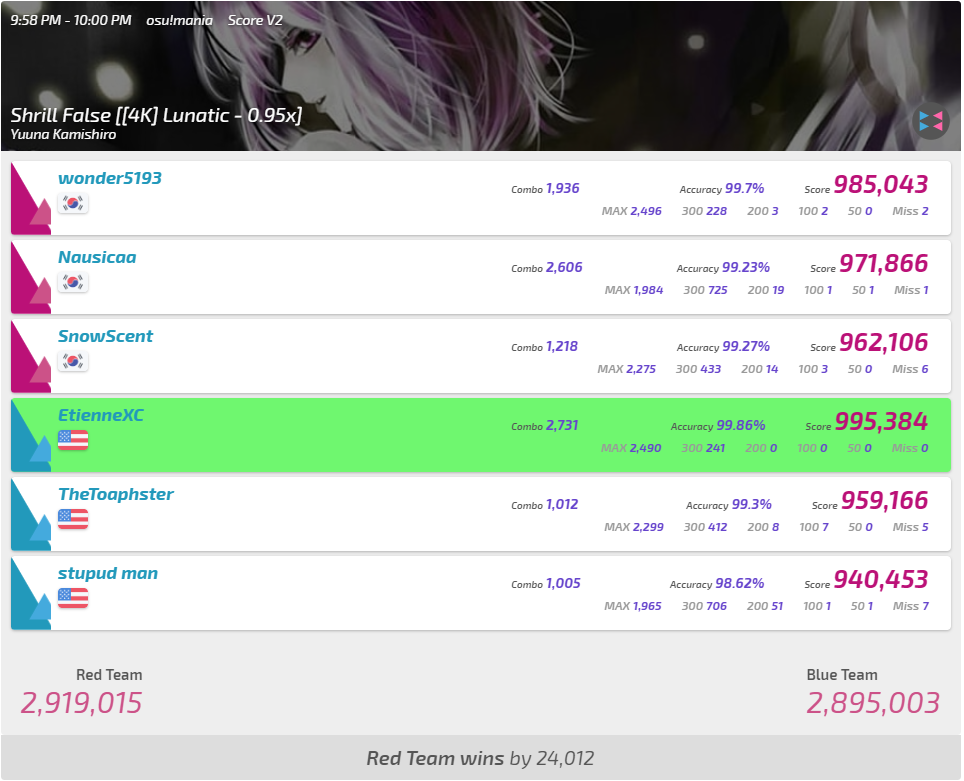 9:58 PM - 10:00 PM osu!mania Score V2
Shrill False [[4K] Lunatic - 0.95x]
Yuuna Kamishiro
wonder5193
Combo 1,936 Accuracy 99.7% Score 985,043
MAX 2,496 300 228 200 3 100 2 50 0 Miss 2
Nausicaa
Combo 2,606 Accuracy 99.23% Score 971,866
MAX 1,984 300 725 200 19 100 1 50 1 Miss 1
SnowScent
Combo 1,218 Accuracy 99.27% Score 962,106
MAX 2,275 300 433 200 14 100 3 50 0 Miss 6
EtienneXC
Combo 2,731 Accuracy 99.86% Score 995,384
MAX 2,490 300 241 200 0 100 0 50 0 Miss 0
TheToaphster
Combo 1,012 Accuracy 99.3% Score 959,166
MAX 2,299 300 412 200 8 100 7 50 0 Miss 5
stupud man
Combo 1,005 Accuracy 98.62% Score 940,453
MAX 1,965 300 706 200 51 100 1 50 1 Miss 7
Red Team Blue Team
2,919,015 2,895,003
Red Team wins by 24,012